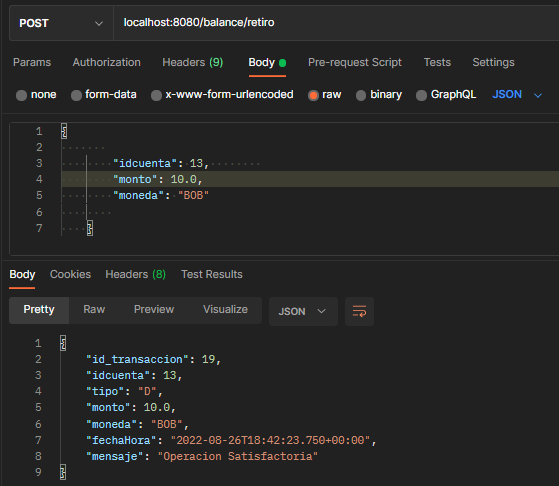 POST localhost:8080/balance/retiro
Params Authorization Headers (9) Body Pre-request Script Tests Settings
none form-data x-www-form-urlencoded raw binary GraphQL JSON
1 {
2
3 "idcuenta": 13,
4 "monto": 10.0,
5 "moneda": "BOB"
6
7 }
Body Cookies Headers (8) Test Results
Pretty Raw Preview Visualize JSON
1 {
2 "id_transaccion": 19,
3 "idcuenta": 13,
4 "tipo": "D",
5 "monto": 10.0,
6 "moneda": "BOB",
7 "fechaHora": "2022-08-26T18:42:23.750+00:00",
8 "mensaje": "Operacion Satisfactoria"
9 }